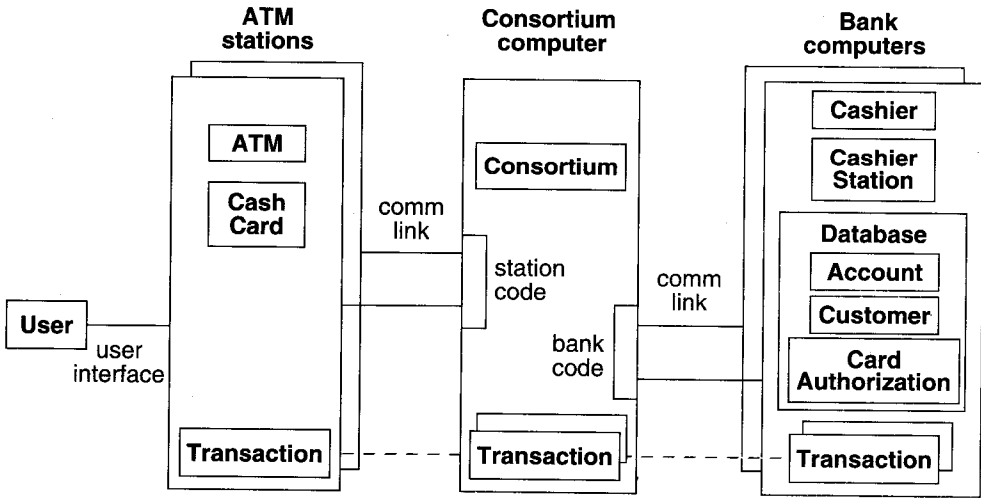 ATM
stations
Consortium
computer
Bank
computers
ATM
Cash
Card
Transaction
User
user
interface
comm
link
Consortium
station
code
bank
code
Transaction
comm
link
Cashier
Cashier
Station
Database
Account
Customer
Card
Authorization
Transaction